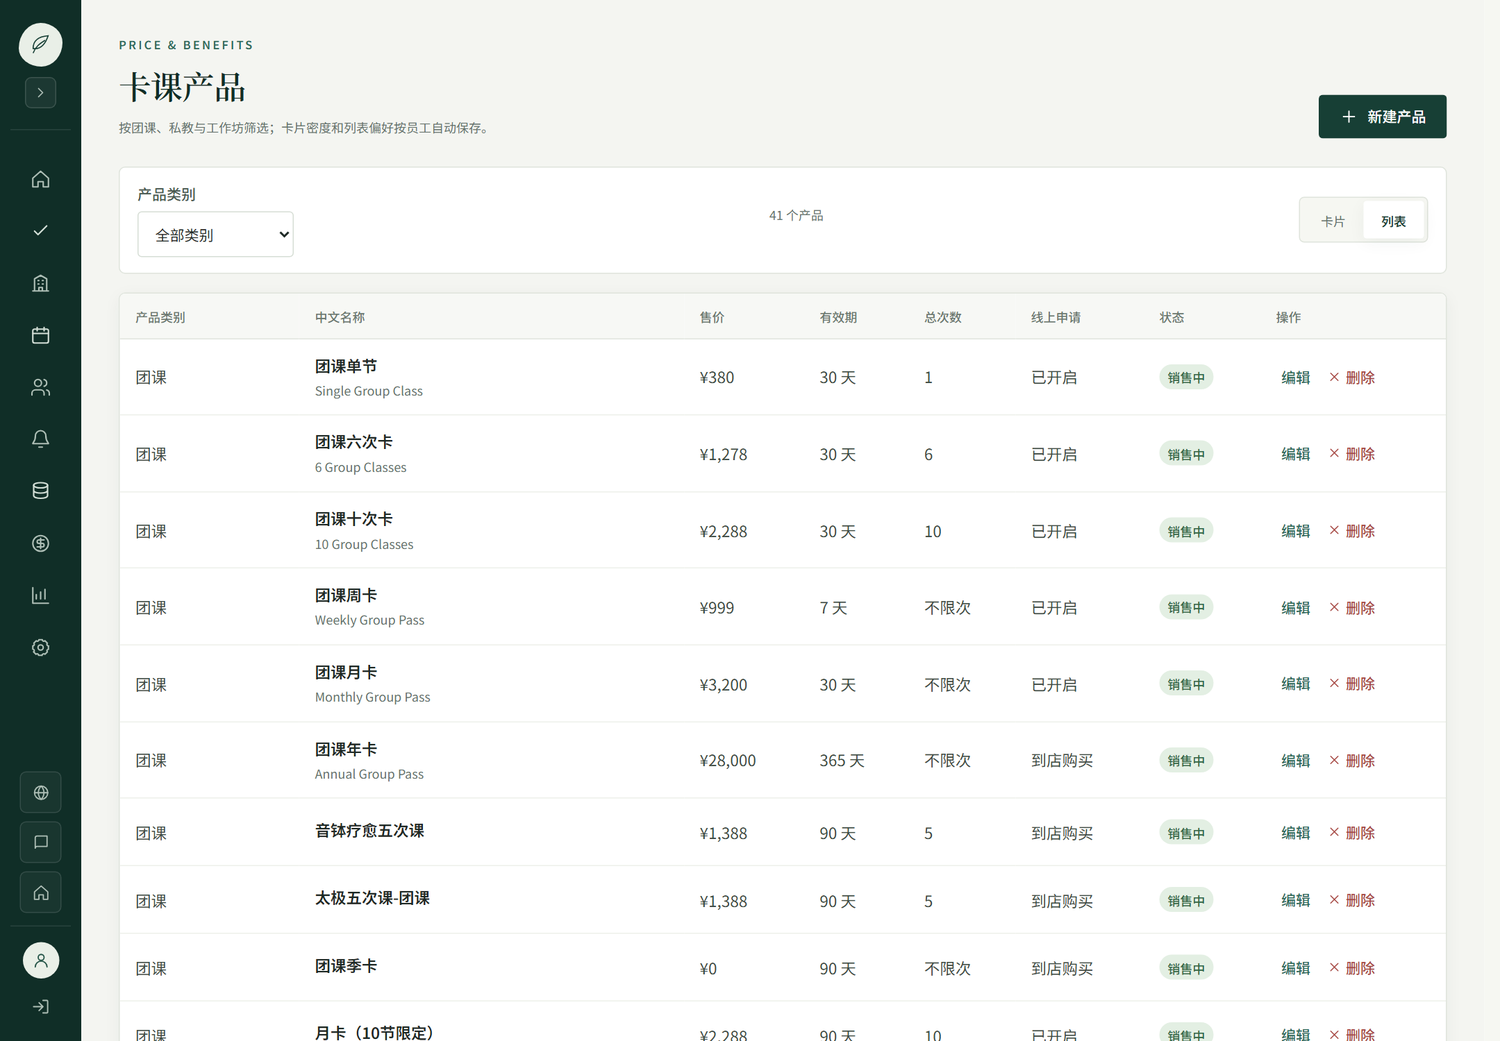 PRICE & BENEFITS
卡课产品
按团课、私教与工作坊筛选；卡片密度和列表偏好按员工自动保存。
新建产品
产品类别
全部类别
41 个产品
卡片 列表
产品类别 中文名称 售价 有效期 总次数 线上申请 状态 操作
团课 团课单节 ¥380 30 天 1 已开启 销售中 编辑 × 删除
Single Group Class
团课 团课六次卡 ¥1,278 30 天 6 已开启 销售中 编辑 × 删除
6 Group Classes
团课 团课十次卡 ¥2,288 30 天 10 已开启 销售中 编辑 × 删除
10 Group Classes
团课 团课周卡 ¥999 7 天 不限次 已开启 销售中 编辑 × 删除
Weekly Group Pass
团课 团课月卡 ¥3,200 30 天 不限次 已开启 销售中 编辑 × 删除
Monthly Group Pass
团课 团课年卡 ¥28,000 365 天 不限次 到店购买 销售中 编辑 × 删除
Annual Group Pass
团课 音钵疗愈五次课 ¥1,388 90 天 5 到店购买 销售中 编辑 × 删除
团课 太极五次课-团课 ¥1,388 90 天 5 到店购买 销售中 编辑 × 删除
团课 团课季卡 ¥0 90 天 不限次 到店购买 销售中 编辑 × 删除
团课 月卡（10节限定） ¥2,288 90 天 10 已开启 销售中 编辑 × 删除